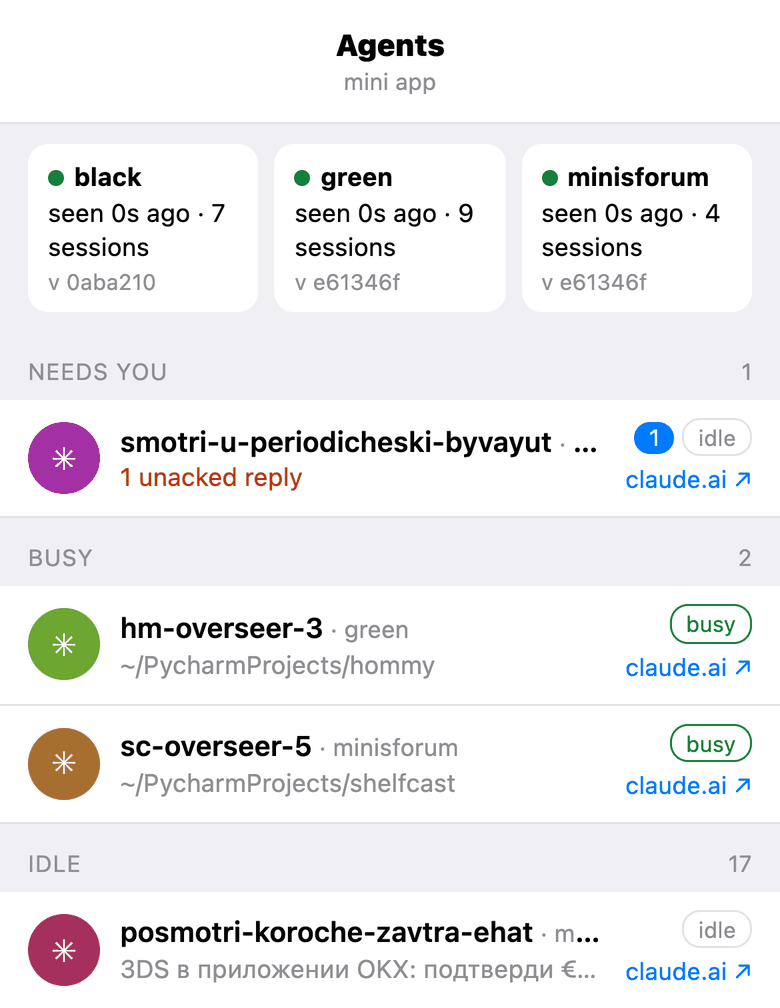 Agents
mini app
black
seen 0s ago · 7
sessions
v 0aba210
green
seen 0s ago · 9
sessions
v e61346f
minisforum
seen 0s ago · 4
sessions
v e61346f
NEEDS YOU 1
smotri-u-periodicheski-byvayut · ... 1 idle
1 unacked reply claude.ai ↗
BUSY 2
hm-overseer-3 · green busy
~/PycharmProjects/hommy claude.ai ↗
sc-overseer-5 · minisforum busy
~/PycharmProjects/shelfcast claude.ai ↗
IDLE 17
posmotri-koroche-zavtra-ehat · m... idle
3DS в приложении OKX: подтверди €... claude.ai ↗